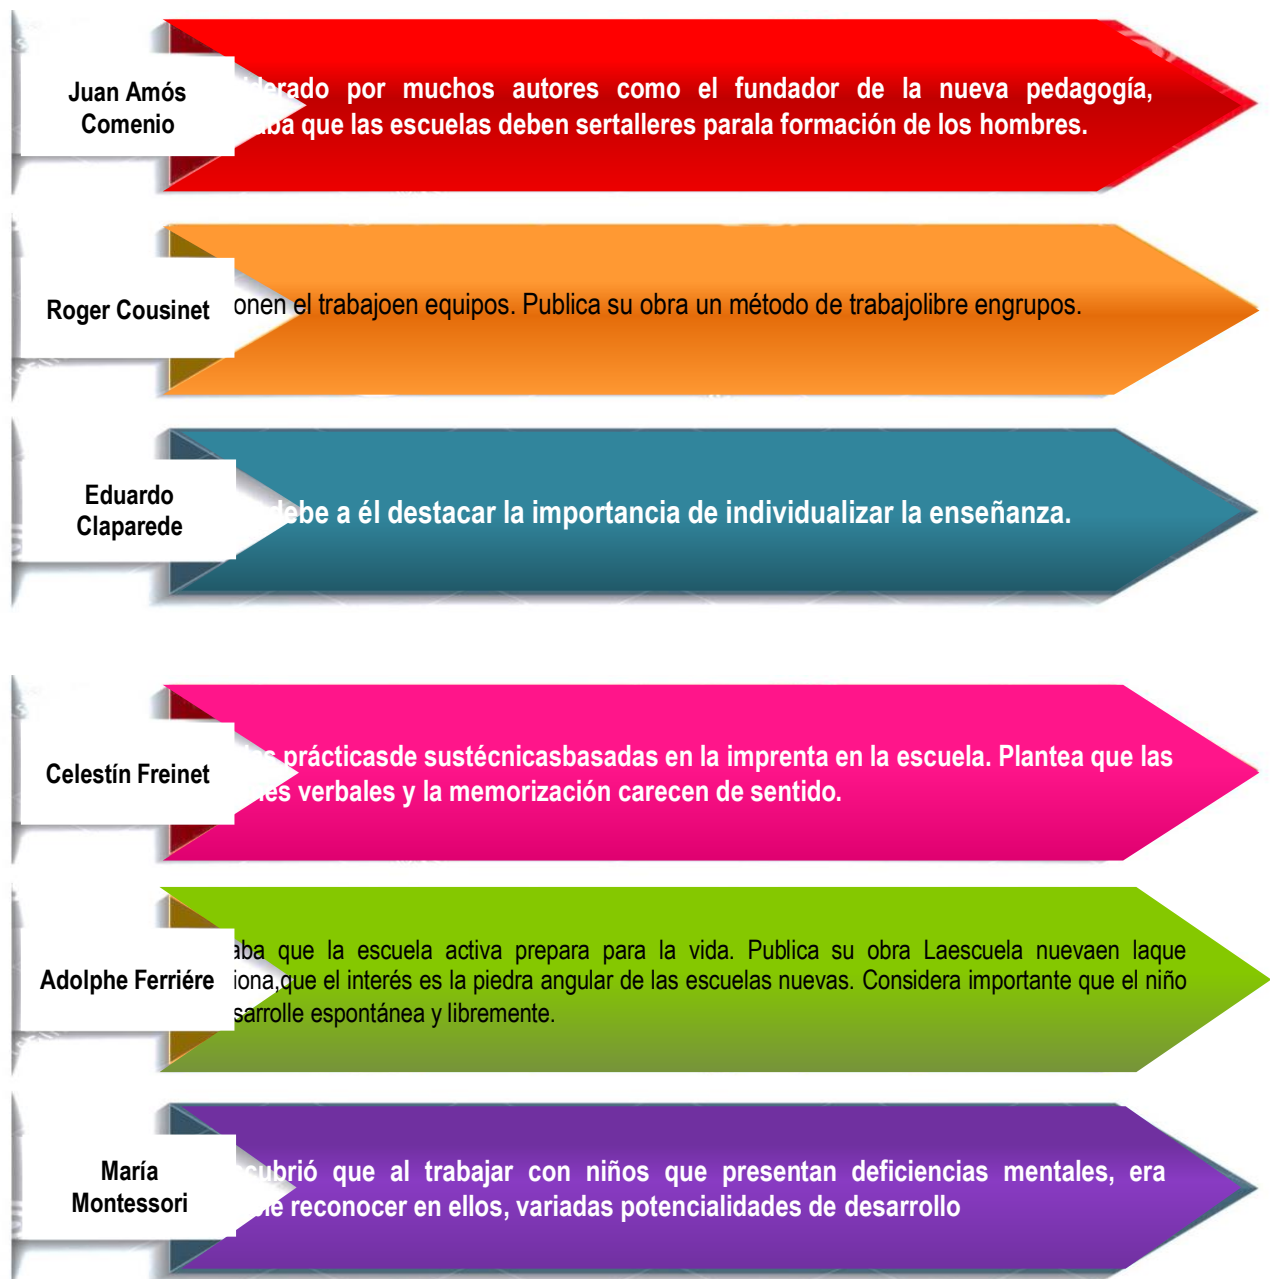 Juan Amós
Comenio
por muchos autores como el fundador de la nueva pedagogía,
que las escuelas deben sertalleres parala formación de los hombres.
Roger Cousinet
el trabajoen equipos. Publica su obra un método de trabajolibre engrupos.
Eduardo
Claparede
debe a él destacar la importancia de individualizar la enseñanza.
Celestín Freinet
prácticasde sustécnicasbasadas en la imprenta en la escuela. Plantea que las
verbales y la memorización carecen de sentido.
Adolphe Ferriére
que la escuela activa prepara para la vida. Publica su obra Laescuela nuevaen laque
que el interés es la piedra angular de las escuelas nuevas. Considera importante que el niño
espontánea y libremente.
María
Montessori
que al trabajar con niños que presentan deficiencias mentales, era
reconocer en ellos, variadas potencialidades de desarrollo